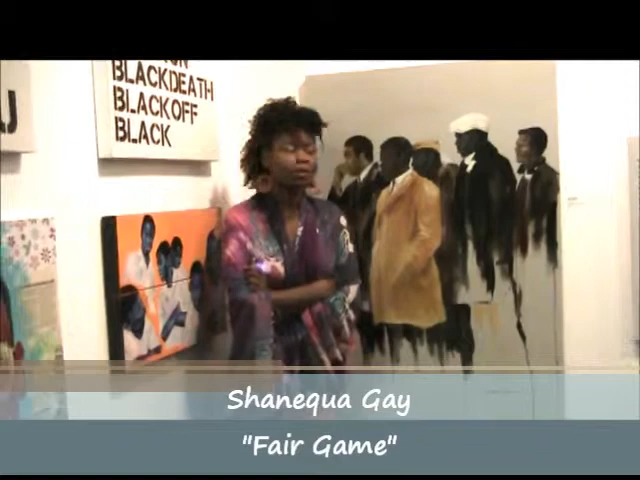 BLACKDEATH
BLACKOFF
BLACK
Shanequa Gay
"Fair Game"